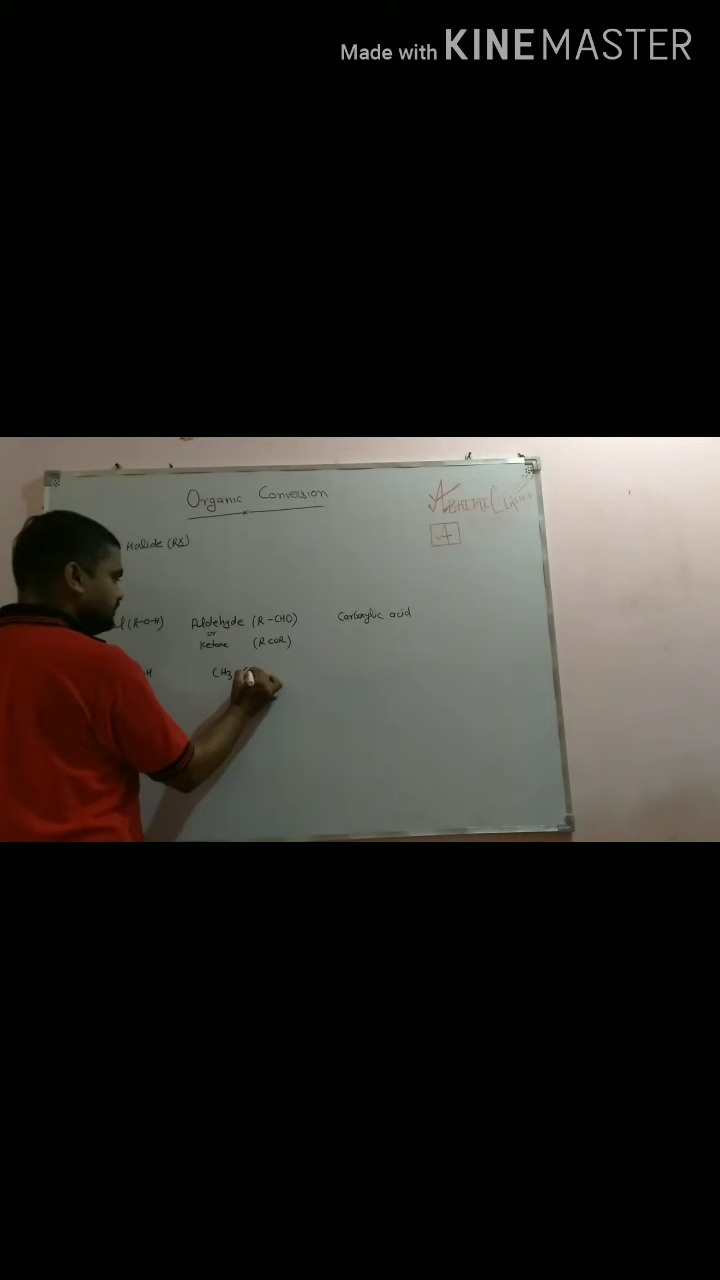 Made with KINEMASTER
Organic Conversion
Halide (RX)
(R-O-H)
Aldehyde (R-CHO)
Carboxylic acid
or
Ketone (RCOR)
H
CH3
A